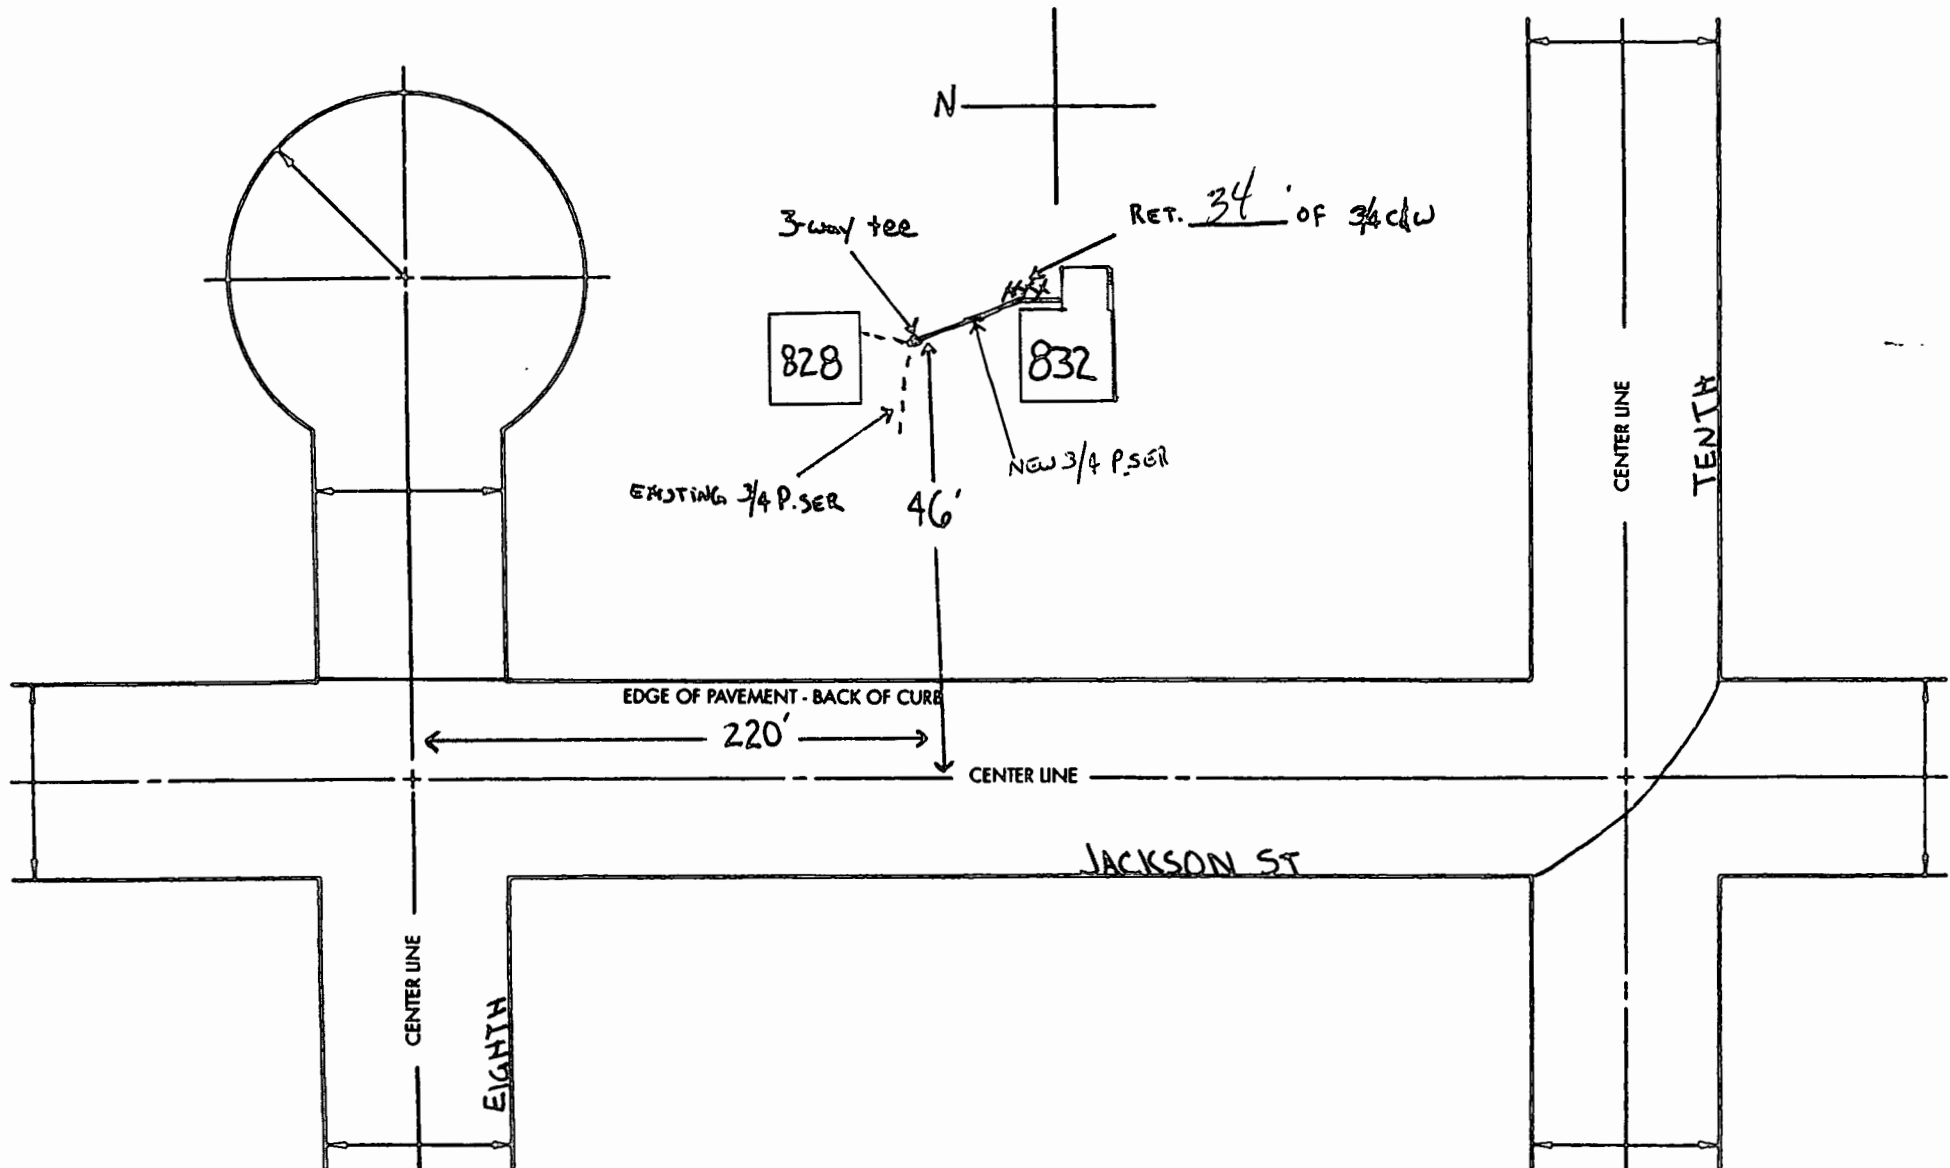 N
3-way tee
RET. 34' OF 3/4 C/W
828
832
NEW 3/4 P.SER
EXISTING 3/4 P.SER
46'
CENTER LINE
TENTH
EDGE OF PAVEMENT - BACK OF CURB
220'
CENTER LINE
JACKSON ST
CENTER LINE
EIGHTH